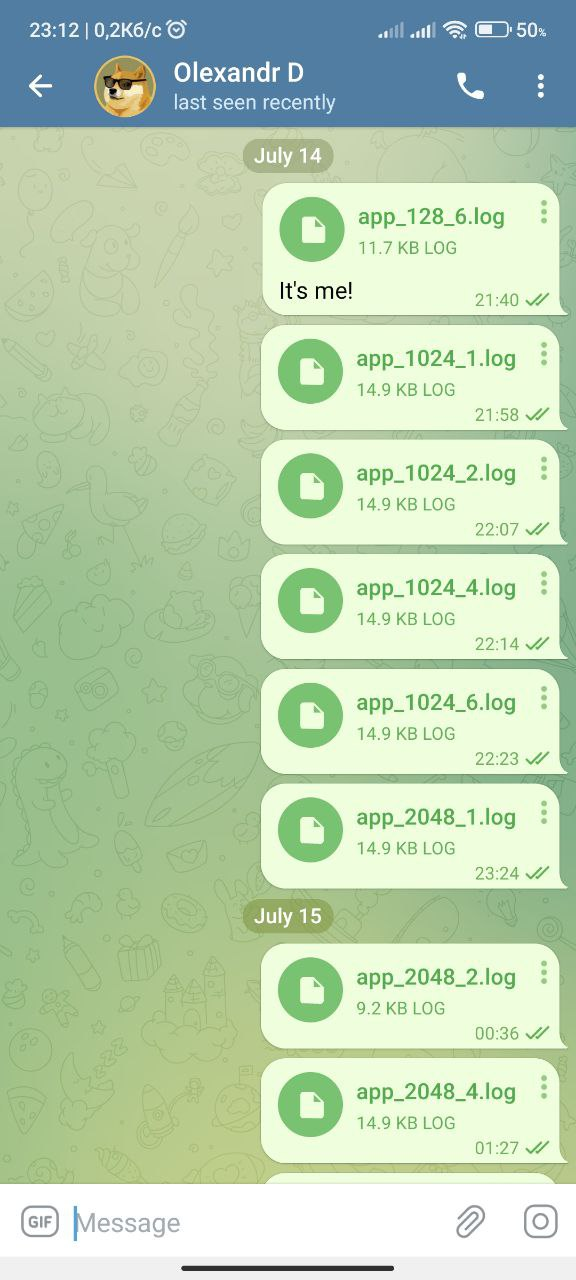 23:12 | 0,2Кб/с 50%
Olexandr D
last seen recently
July 14
app_128_6.log
11.7 KB LOG
It's me!
21:40
app_1024_1.log
14.9 KB LOG
21:58
app_1024_2.log
14.9 KB LOG
22:07
app_1024_4.log
14.9 KB LOG
22:14
app_1024_6.log
14.9 KB LOG
22:23
app_2048_1.log
14.9 KB LOG
23:24
July 15
app_2048_2.log
9.2 KB LOG
00:36
app_2048_4.log
14.9 KB LOG
01:27
GIF Message